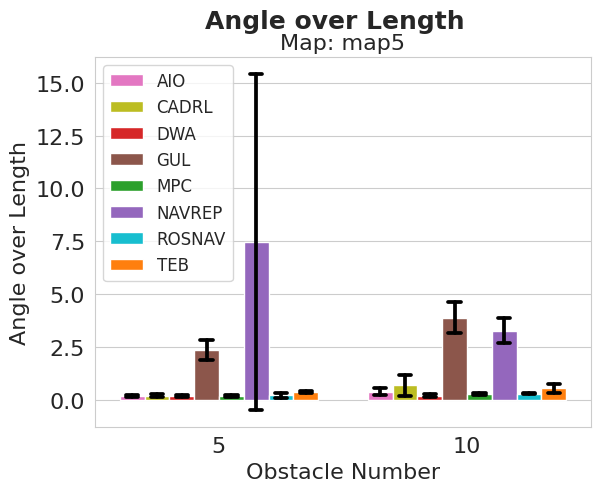 Angle over Length
Map: map5
Angle over Length
15.0
12.5
10.0
7.5
5.0
2.5
0.0
AIO
CADRL
DWA
GUL
MPC
NAVREP
ROSNAV
TEB
5
10
Obstacle Number